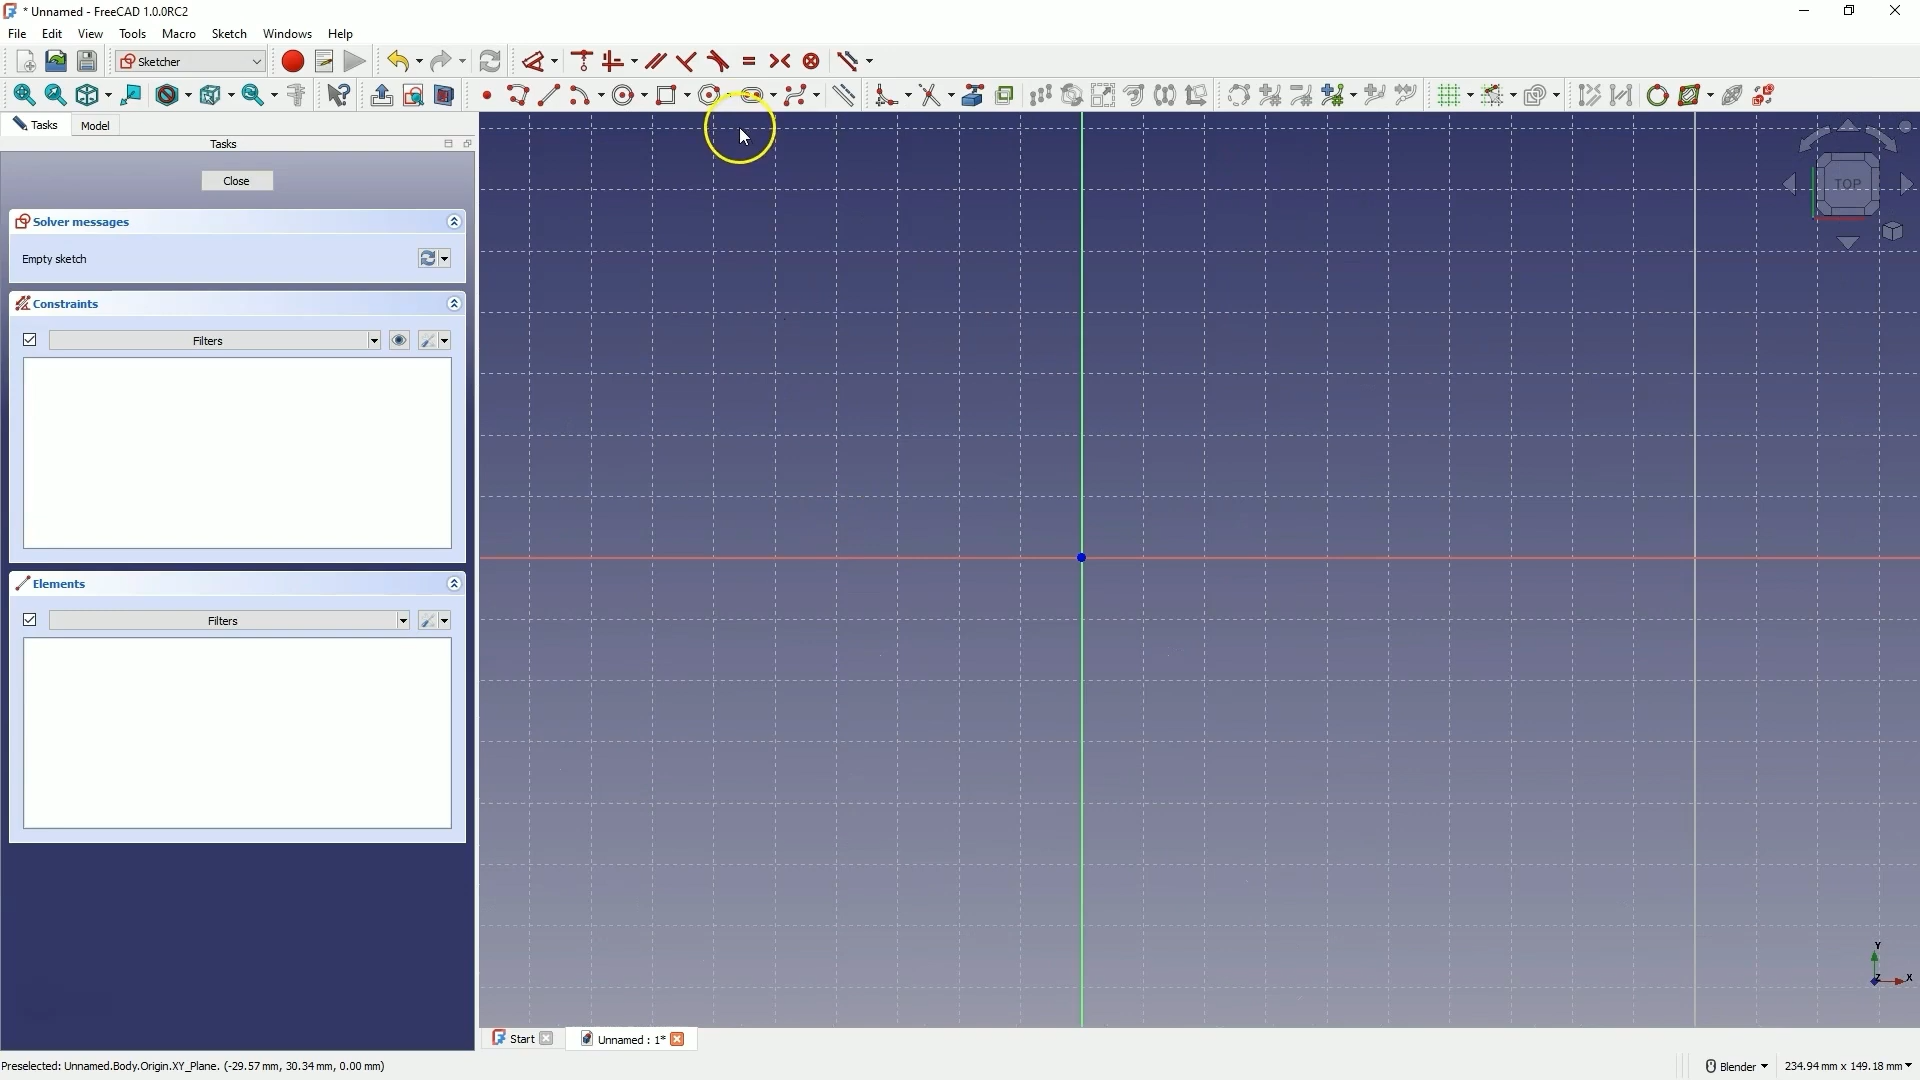 * Unnamed - FreeCAD 1.0.0RC2
File Edit View Tools Macro Sketch Windows Help
Sketcher
Tasks Model
Tasks
Close
Solver messages
Empty sketch
Constraints
Filters
Elements
Filters
TOP
Y
Z X
Start Unnamed : 1*
Preselected: Unnamed.Body.Origin.XY_Plane. (-29.57 mm, 30.34 mm, 0.00 mm) Blender 234.94 mm x 149.18 mm